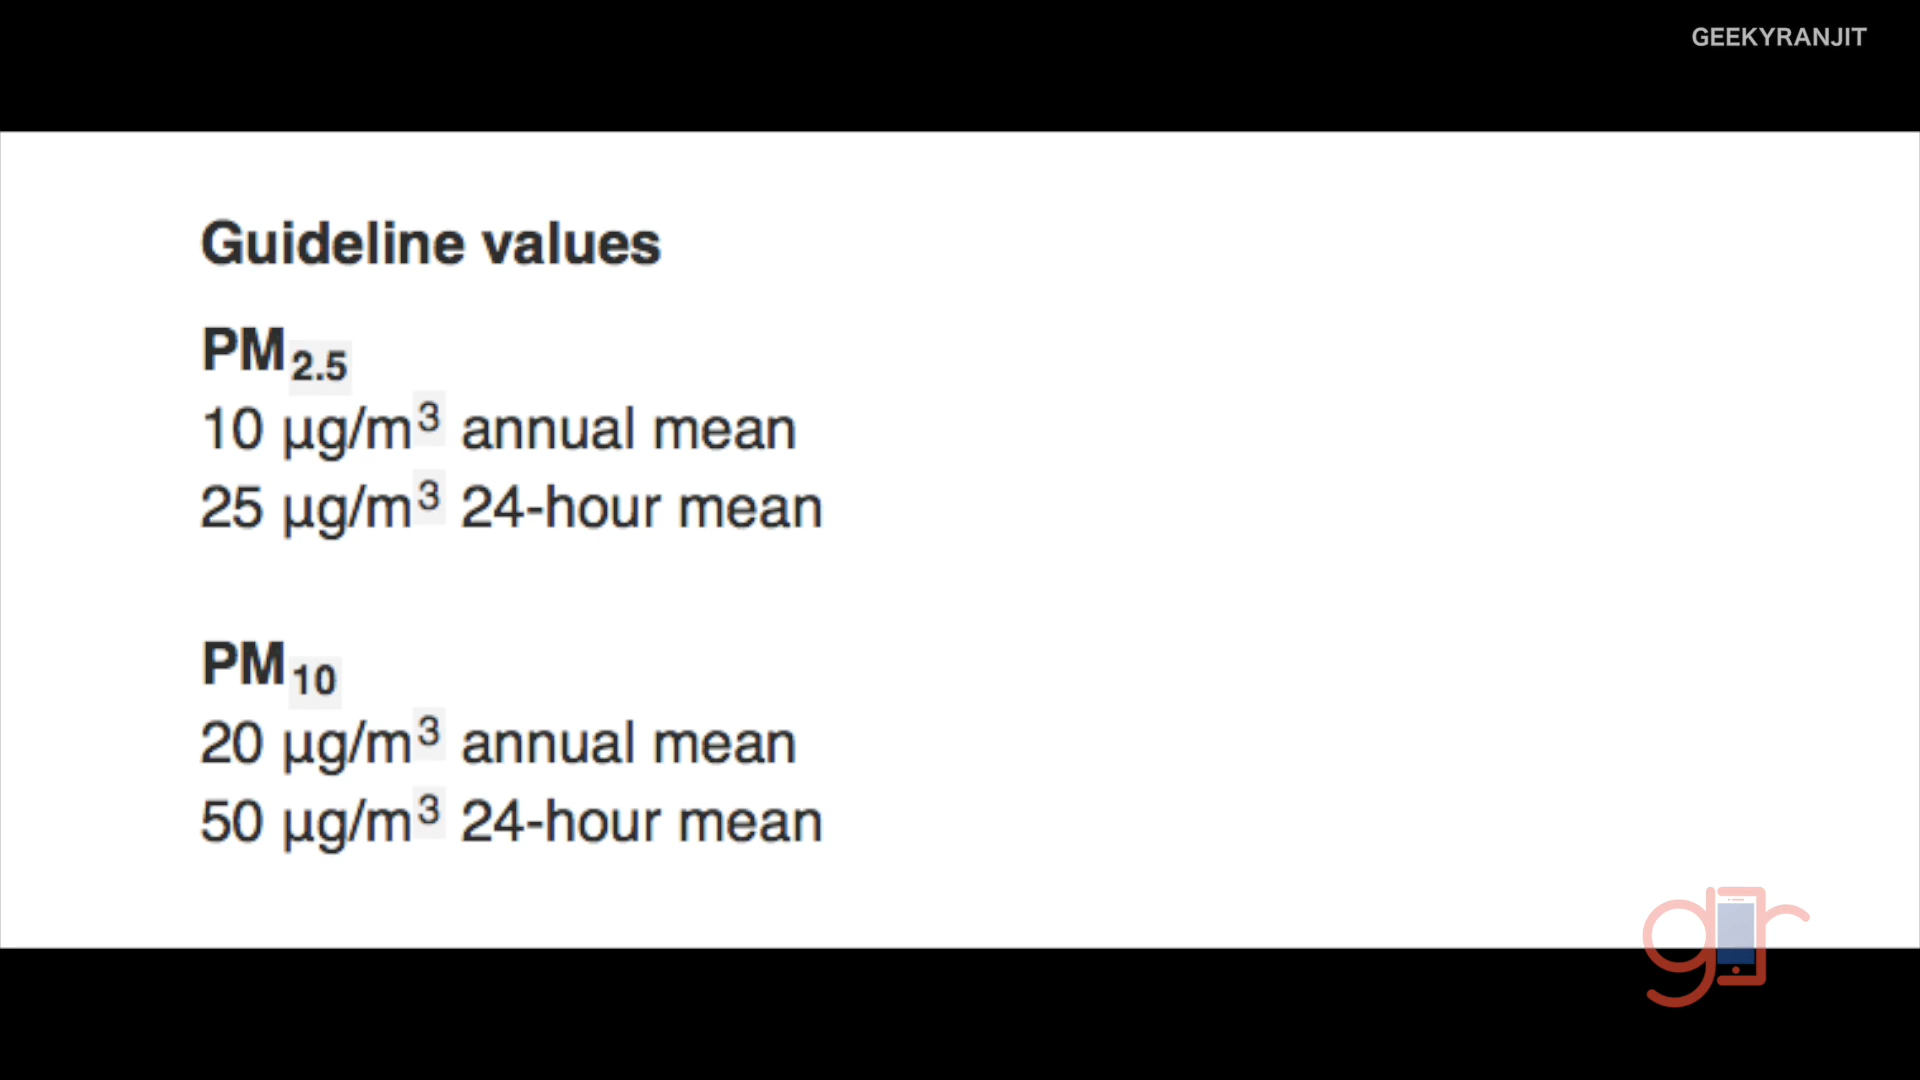 GEEKYRANJIT
Guideline values
PM2.5
10 µg/m³ annual mean
25 µg/m³ 24-hour mean
PM10
20 µg/m³ annual mean
50 µg/m³ 24-hour mean
gr